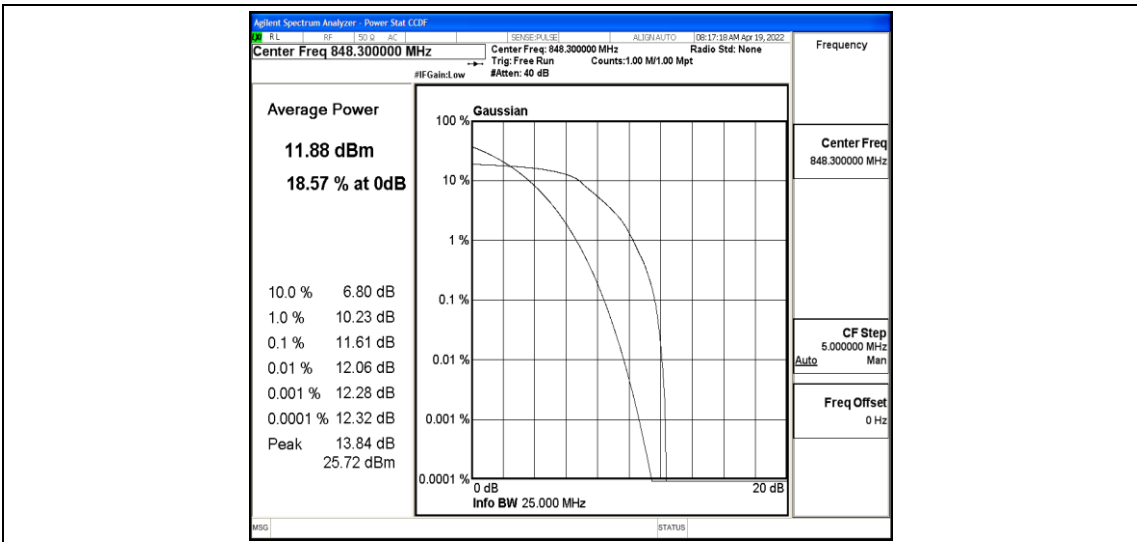 Agilent Spectrum Analyzer - Power Stat CCDF
LXI RL RF 50 Ω AC SENSE:PULSE ALIGN AUTO 08:17:18 AM Apr 19, 2022
Center Freq 848.300000 MHz
Center Freq: 848.300000 MHz Radio Std: None
Trig: Free Run Counts:1.00 M/1.00 Mpt
#IFGain:Low #Atten: 40 dB
Frequency
Average Power
11.88 dBm
18.57 % at 0dB
10.0 % 6.80 dB
1.0 % 10.23 dB
0.1 % 11.61 dB
0.01 % 12.06 dB
0.001 % 12.28 dB
0.0001 % 12.32 dB
Peak 13.84 dB
25.72 dBm
Gaussian
100 %
10 %
1 %
0.1 %
0.01 %
0.001 %
0.0001 %
0 dB 20 dB
Info BW 25.000 MHz
Center Freq
848.300000 MHz
CF Step
5.000000 MHz
Auto Man
Freq Offset
0 Hz
MSG STATUS